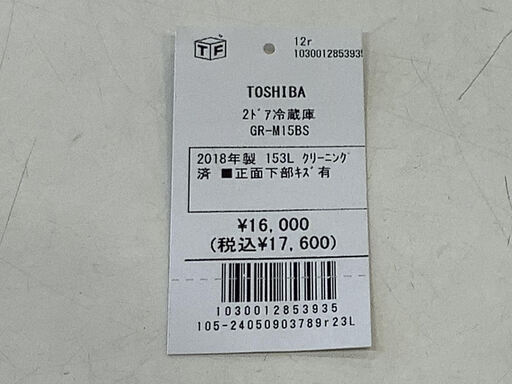 TF
12r
1030012853935
TOSHIBA
2ﾄﾞｱ冷蔵庫
GR-M15BS
2018年製 153L ｸﾘｰﾆﾝｸﾞ
済 ■正面下部ｷｽﾞ有
¥16,000
(税込¥17,600)
1030012853935
105-24050903789r23L